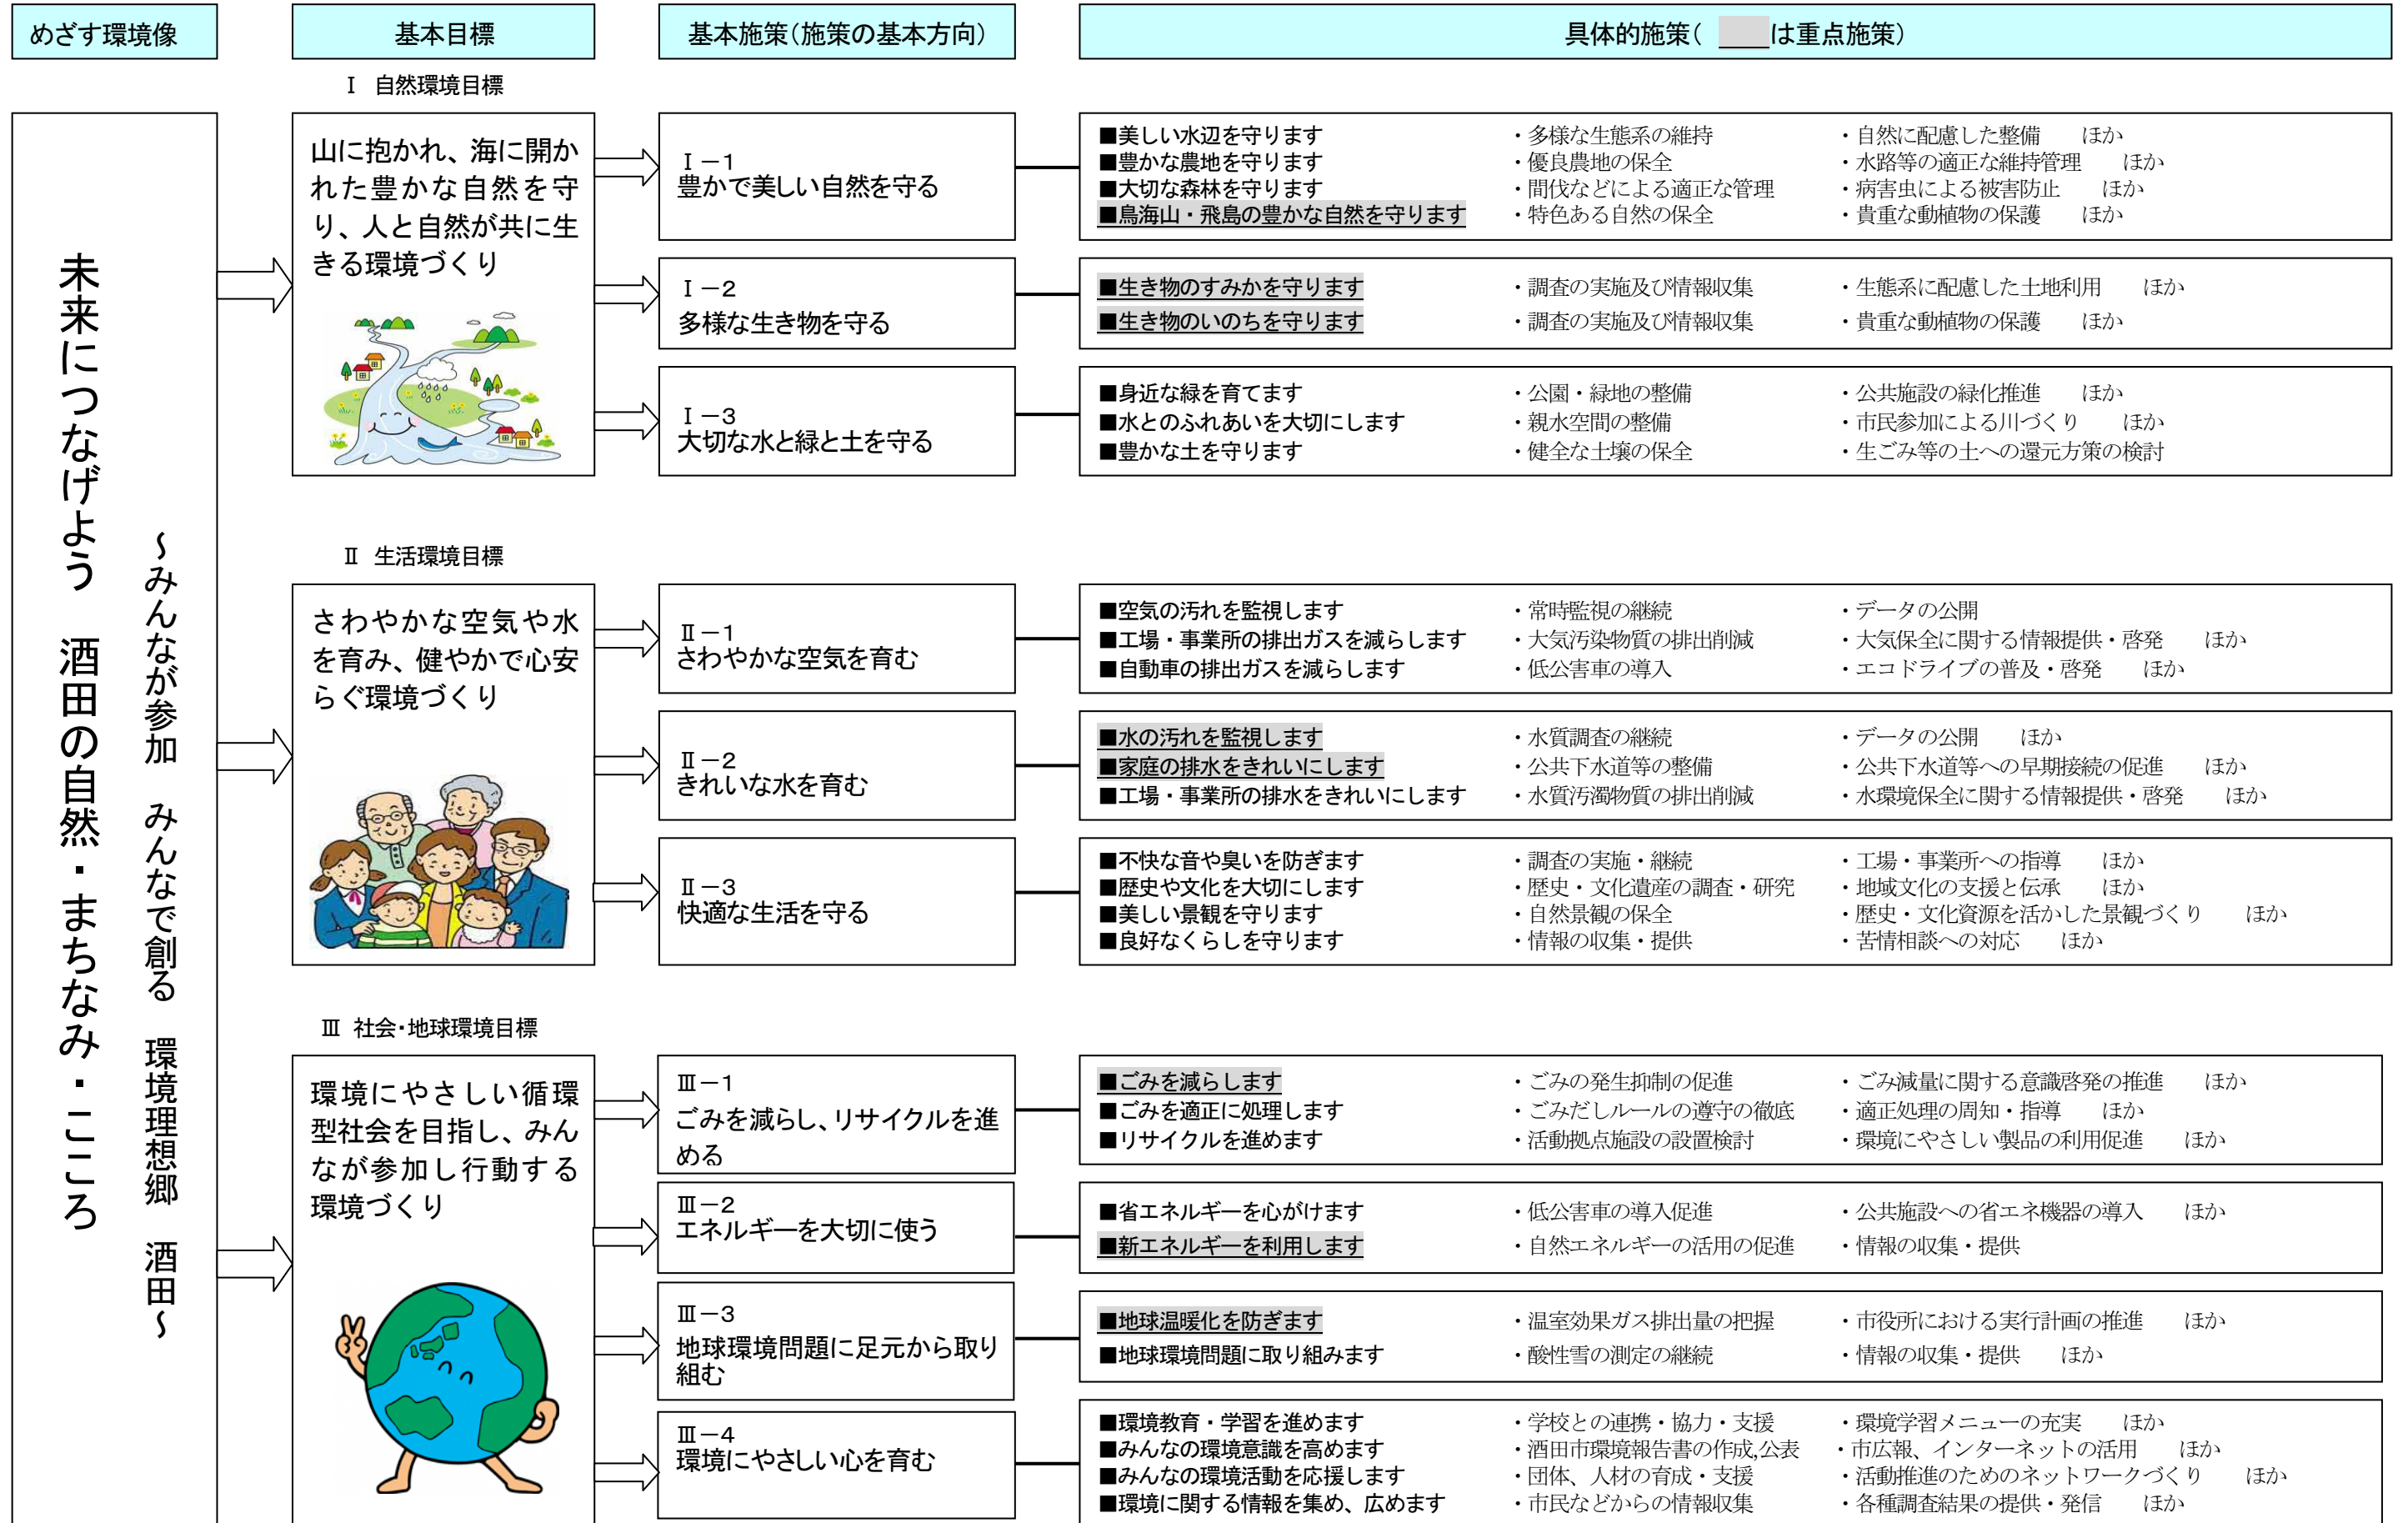 めざす環境像
基本目標
基本施策(施策の基本方向)
具体的施策( は重点施策)
未来につなげよう 酒田の自然・まちなみ・こころ
～みんなが参加 みんなで創る 環境理想郷 酒田～
Ⅰ 自然環境目標
山に抱かれ、海に開か
れた豊かな自然を守
り、人と自然が共に生
きる環境づくり
Ⅰ－1
豊かで美しい自然を守る
■美しい水辺を守ります ・多様な生態系の維持 ・自然に配慮した整備 ほか
■豊かな農地を守ります ・優良農地の保全 ・水路等の適正な維持管理 ほか
■大切な森林を守ります ・間伐などによる適正な管理 ・病害虫による被害防止 ほか
■鳥海山・飛島の豊かな自然を守ります ・特色ある自然の保全 ・貴重な動植物の保護 ほか
Ⅰ－2
多様な生き物を守る
■生き物のすみかを守ります ・調査の実施及び情報収集 ・生態系に配慮した土地利用 ほか
■生き物のいのちを守ります ・調査の実施及び情報収集 ・貴重な動植物の保護 ほか
Ⅰ－3
大切な水と緑と土を守る
■身近な緑を育てます ・公園・緑地の整備 ・公共施設の緑化推進 ほか
■水とのふれあいを大切にします ・親水空間の整備 ・市民参加による川づくり ほか
■豊かな土を守ります ・健全な土壌の保全 ・生ごみ等の土への還元方策の検討
Ⅱ 生活環境目標
さわやかな空気や水
を育み、健やかで心安
らぐ環境づくり
Ⅱ－1
さわやかな空気を育む
■空気の汚れを監視します ・常時監視の継続 ・データの公開
■工場・事業所の排出ガスを減らします ・大気汚染物質の排出削減 ・大気保全に関する情報提供・啓発 ほか
■自動車の排出ガスを減らします ・低公害車の導入 ・エコドライブの普及・啓発 ほか
Ⅱ－2
きれいな水を育む
■水の汚れを監視します ・水質調査の継続 ・データの公開 ほか
■家庭の排水をきれいにします ・公共下水道等の整備 ・公共下水道等への早期接続の促進 ほか
■工場・事業所の排水をきれいにします ・水質汚濁物質の排出削減 ・水環境保全に関する情報提供・啓発 ほか
Ⅱ－3
快適な生活を守る
■不快な音や臭いを防ぎます ・調査の実施・継続 ・工場・事業所への指導 ほか
■歴史や文化を大切にします ・歴史・文化遺産の調査・研究 ・地域文化の支援と伝承 ほか
■美しい景観を守ります ・自然景観の保全 ・歴史・文化資源を活かした景観づくり ほか
■良好なくらしを守ります ・情報の収集・提供 ・苦情相談への対応 ほか
Ⅲ 社会・地球環境目標
環境にやさしい循環
型社会を目指し、みん
なが参加し行動する
環境づくり
Ⅲ－1
ごみを減らし、リサイクルを進
める
■ごみを減らします ・ごみの発生抑制の促進 ・ごみ減量に関する意識啓発の推進 ほか
■ごみを適正に処理します ・ごみだしルールの遵守の徹底 ・適正処理の周知・指導 ほか
■リサイクルを進めます ・活動拠点施設の設置検討 ・環境にやさしい製品の利用促進 ほか
Ⅲ－2
エネルギーを大切に使う
■省エネルギーを心がけます ・低公害車の導入促進 ・公共施設への省エネ機器の導入 ほか
■新エネルギーを利用します ・自然エネルギーの活用の促進 ・情報の収集・提供
Ⅲ－3
地球環境問題に足元から取り
組む
■地球温暖化を防ぎます ・温室効果ガス排出量の把握 ・市役所における実行計画の推進 ほか
■地球環境問題に取り組みます ・酸性雪の測定の継続 ・情報の収集・提供 ほか
Ⅲ－4
環境にやさしい心を育む
■環境教育・学習を進めます ・学校との連携・協力・支援 ・環境学習メニューの充実 ほか
■みんなの環境意識を高めます ・酒田市環境報告書の作成,公表 ・市広報、インターネットの活用 ほか
■みんなの環境活動を応援します ・団体、人材の育成・支援 ・活動推進のためのネットワークづくり ほか
■環境に関する情報を集め、広めます ・市民などからの情報収集 ・各種調査結果の提供・発信 ほか